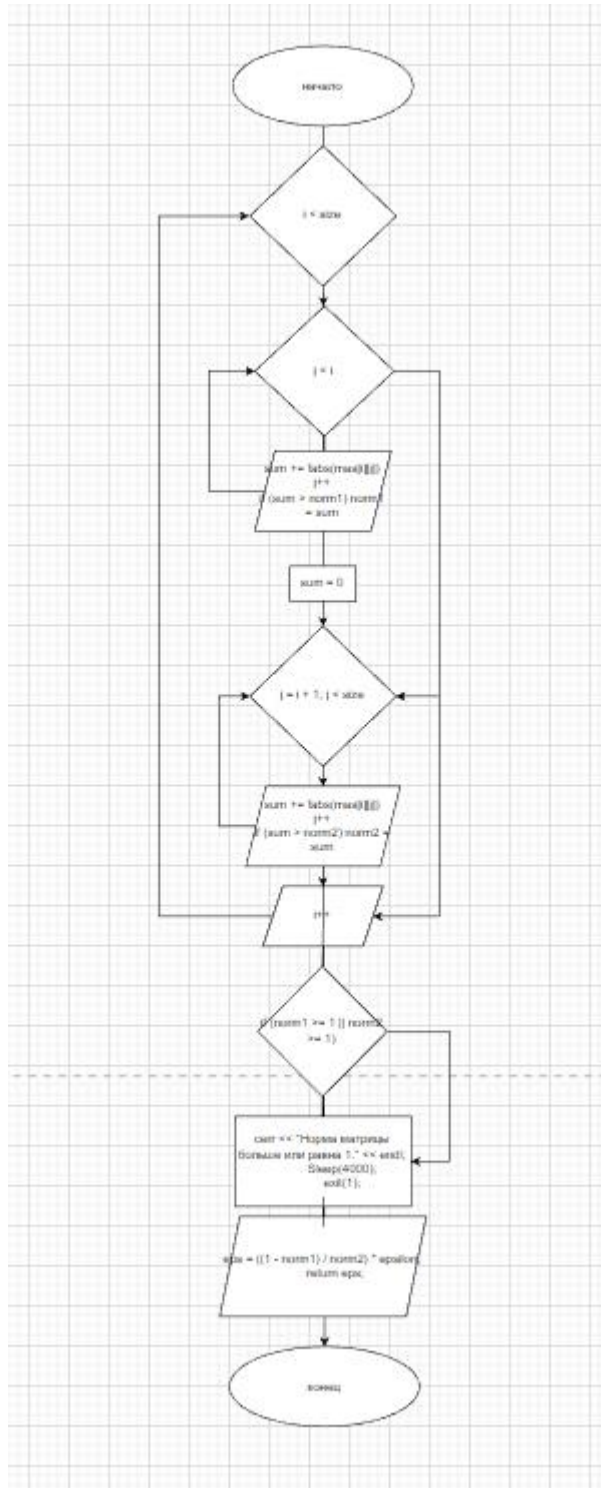 начало
i < size
j < i
sum += fabs(mas[i][j])
j++
if (sum > norm1) norm1
= sum
sum = 0
j = i + 1; j < size
sum += fabs(mas[i][j])
j++
if (sum > norm2) norm2 =
sum
i++
if (norm1 >= 1 || norm2
>= 1)
cerr << "Норма матрицы
больше или равна 1." << endl;
Sleep(4000);
exit(1);
eps = ((1 - norm1) / norm2) * epsilon;
return eps;
конец